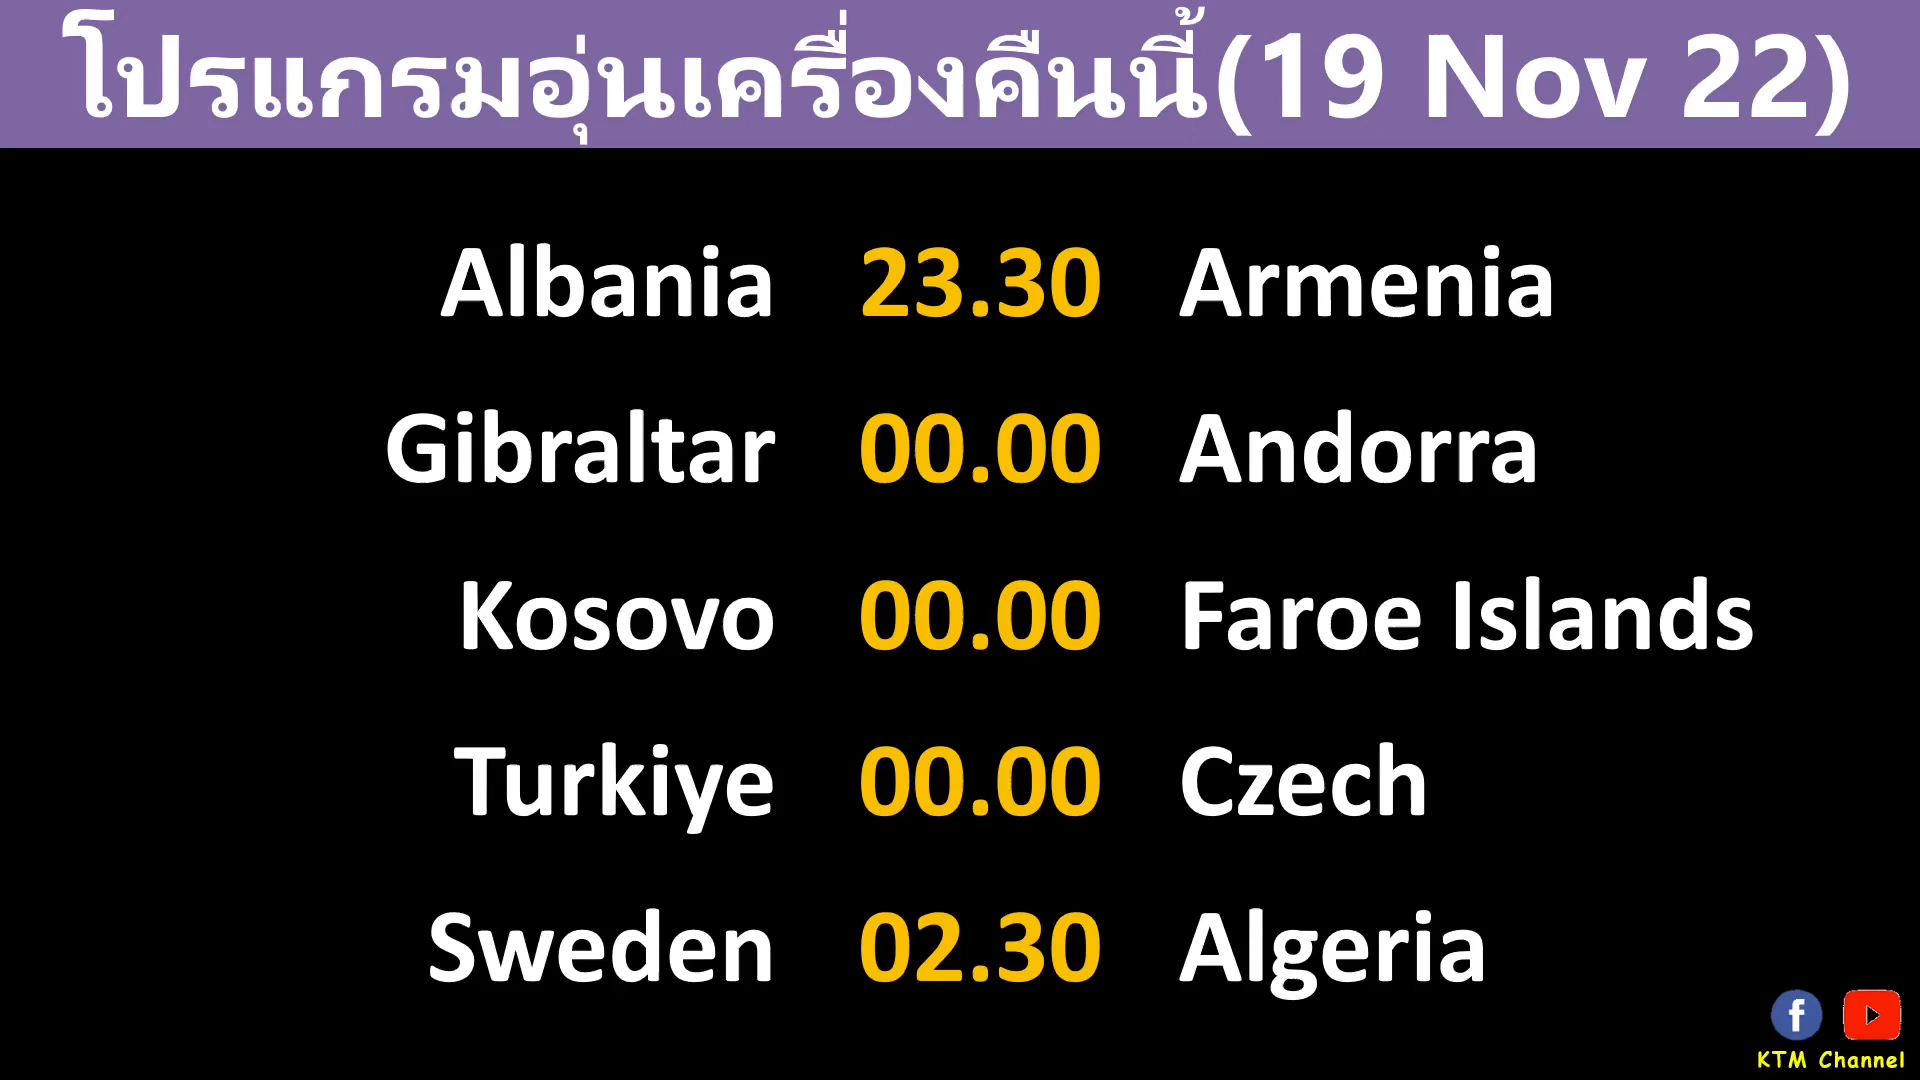 โปรแกรมอุ่นเครื่องคืนนี้(19 Nov 22)
Albania 23.30 Armenia
Gibraltar 00.00 Andorra
Kosovo 00.00 Faroe Islands
Turkiye 00.00 Czech
Sweden 02.30 Algeria
f
KTM Channel